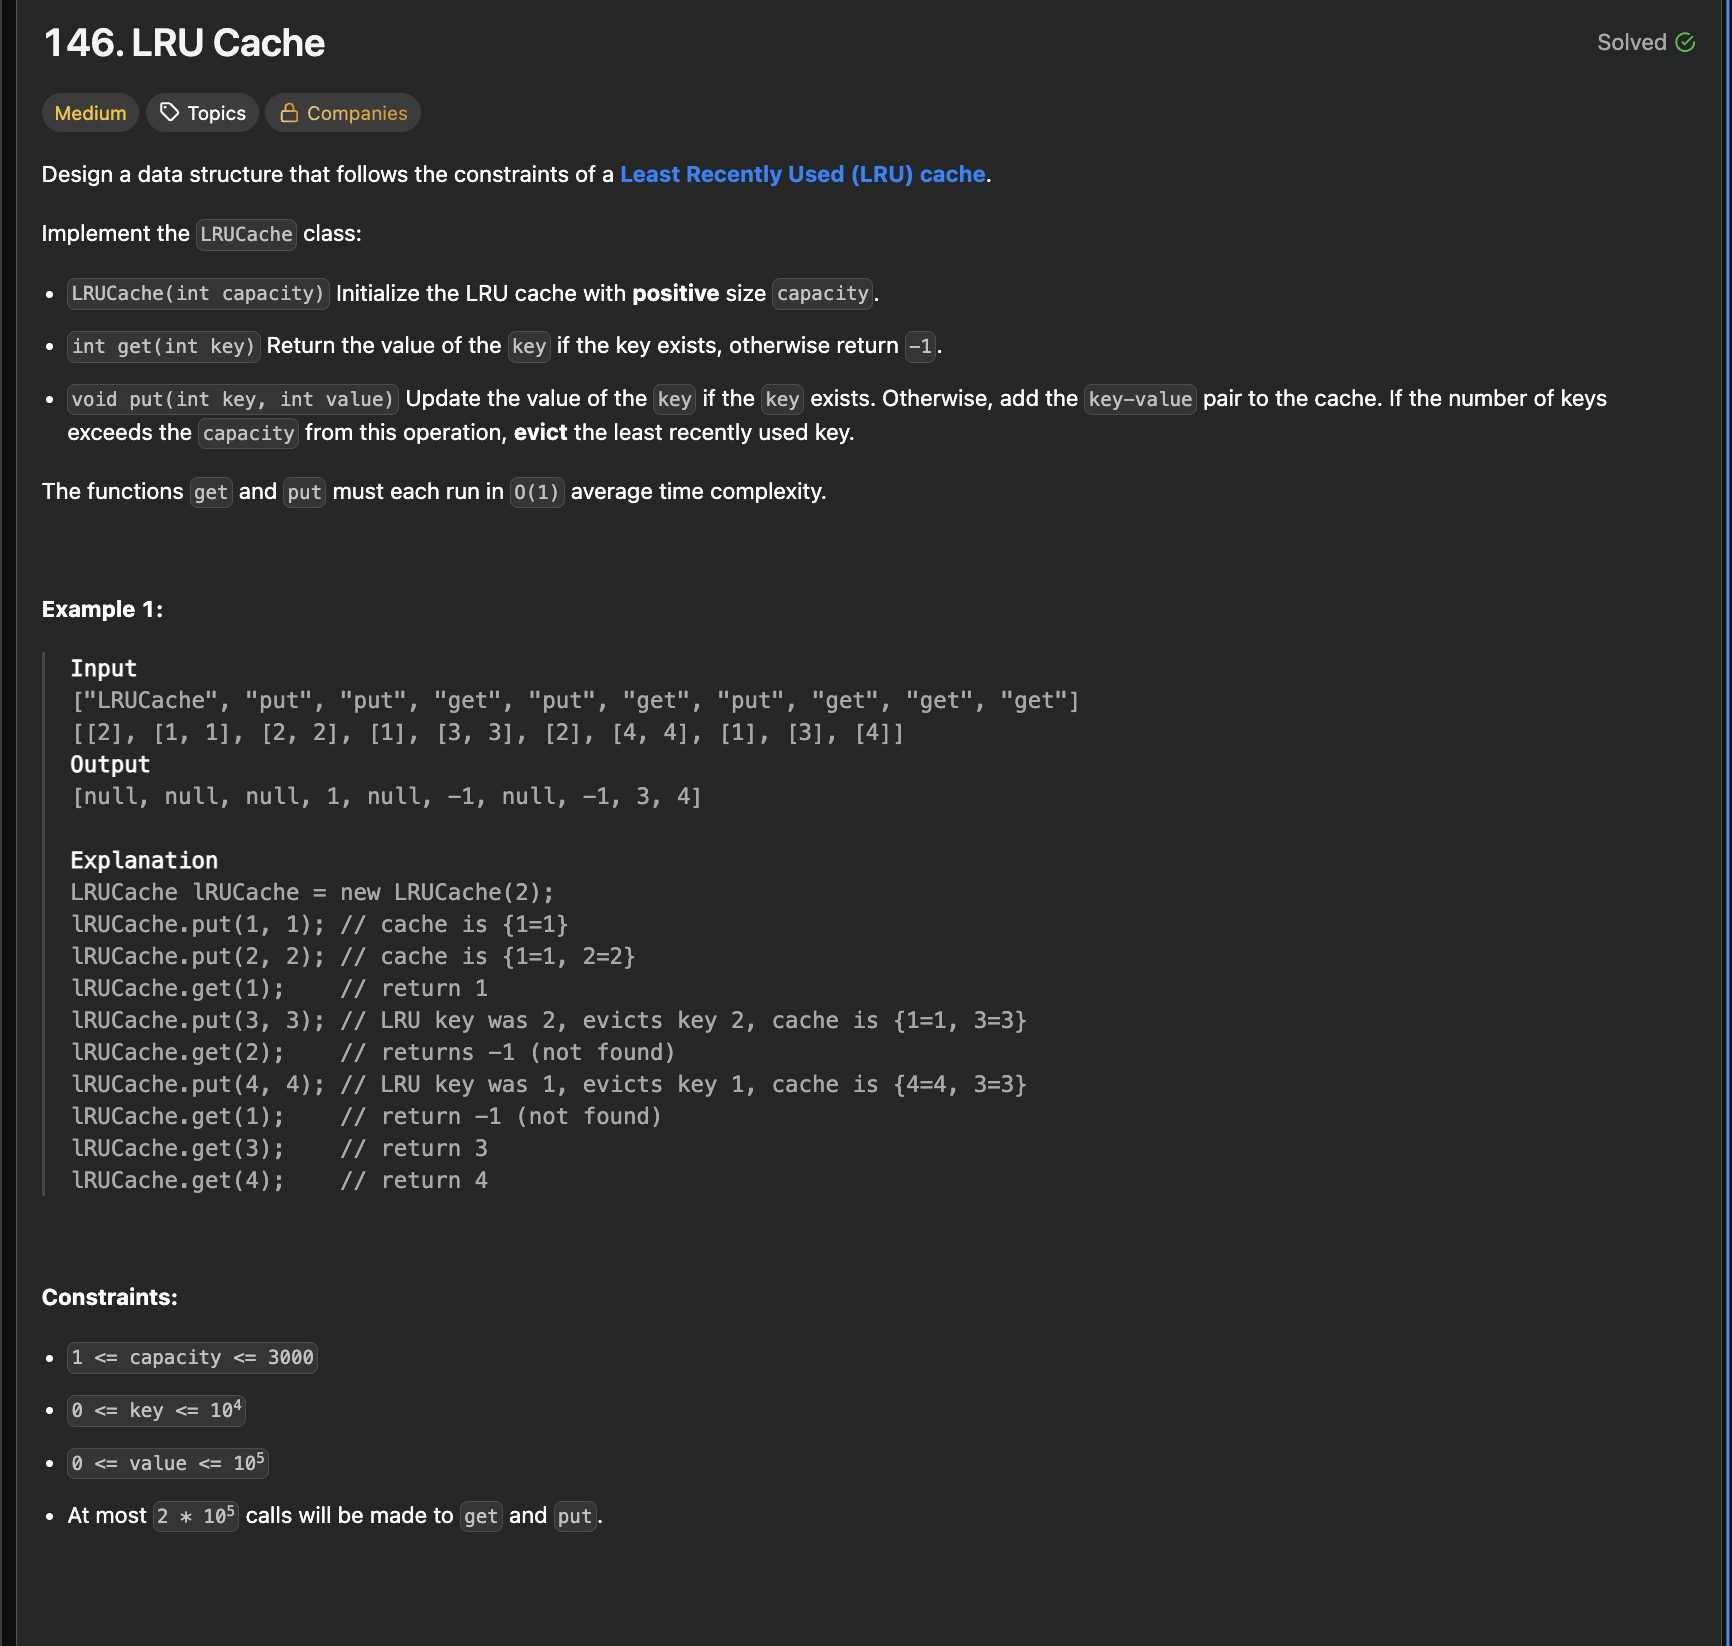 146. LRU Cache
Solved
Medium
Topics
Companies
Design a data structure that follows the constraints of a Least Recently Used (LRU) cache.
Implement the LRUCache class:
• LRUCache(int capacity) Initialize the LRU cache with positive size capacity.
• int get(int key) Return the value of the key if the key exists, otherwise return -1.
• void put(int key, int value) Update the value of the key if the key exists. Otherwise, add the key-value pair to the cache. If the number of keys
exceeds the capacity from this operation, evict the least recently used key.
The functions get and put must each run in O(1) average time complexity.
Example 1:
Input
["LRUCache", "put", "put", "get", "put", "get", "put", "get", "get", "get"]
[[2], [1, 1], [2, 2], [1], [3, 3], [2], [4, 4], [1], [3], [4]]
Output
[null, null, null, 1, null, -1, null, -1, 3, 4]
Explanation
LRUCache lRUCache = new LRUCache(2);
lRUCache.put(1, 1); // cache is {1=1}
lRUCache.put(2, 2); // cache is {1=1, 2=2}
lRUCache.get(1);    // return 1
lRUCache.put(3, 3); // LRU key was 2, evicts key 2, cache is {1=1, 3=3}
lRUCache.get(2);    // returns -1 (not found)
lRUCache.put(4, 4); // LRU key was 1, evicts key 1, cache is {4=4, 3=3}
lRUCache.get(1);    // return -1 (not found)
lRUCache.get(3);    // return 3
lRUCache.get(4);    // return 4
Constraints:
• 1 <= capacity <= 3000
• 0 <= key <= 10⁴
• 0 <= value <= 10⁵
• At most 2 * 10⁵ calls will be made to get and put.